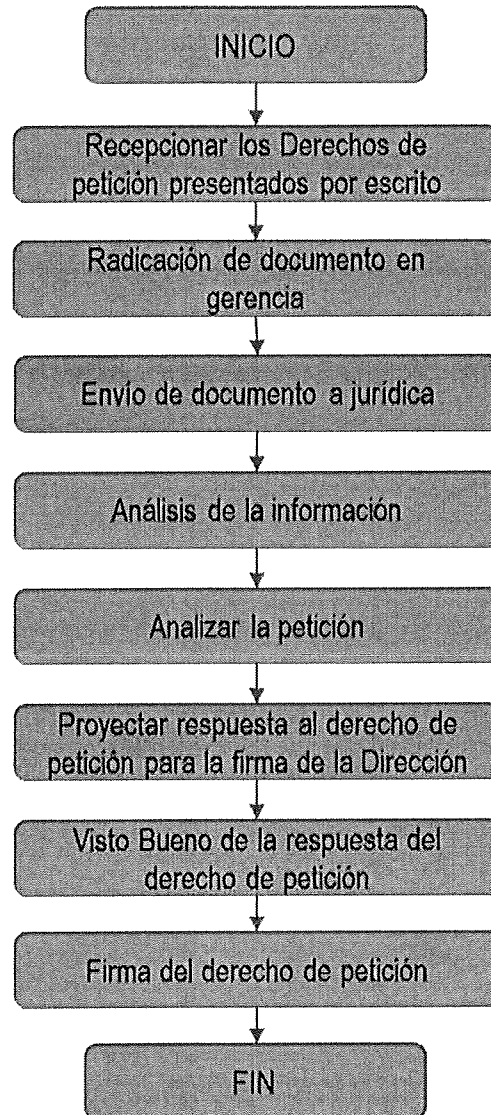 INICIO
Recepcionar los Derechos de
petición presentados por escrito
Radicación de documento en
gerencia
Envío de documento a jurídica
Análisis de la información
Analizar la petición
Proyectar respuesta al derecho de
petición para la firma de la Dirección
Visto Bueno de la respuesta del
derecho de petición
Firma del derecho de petición
FIN